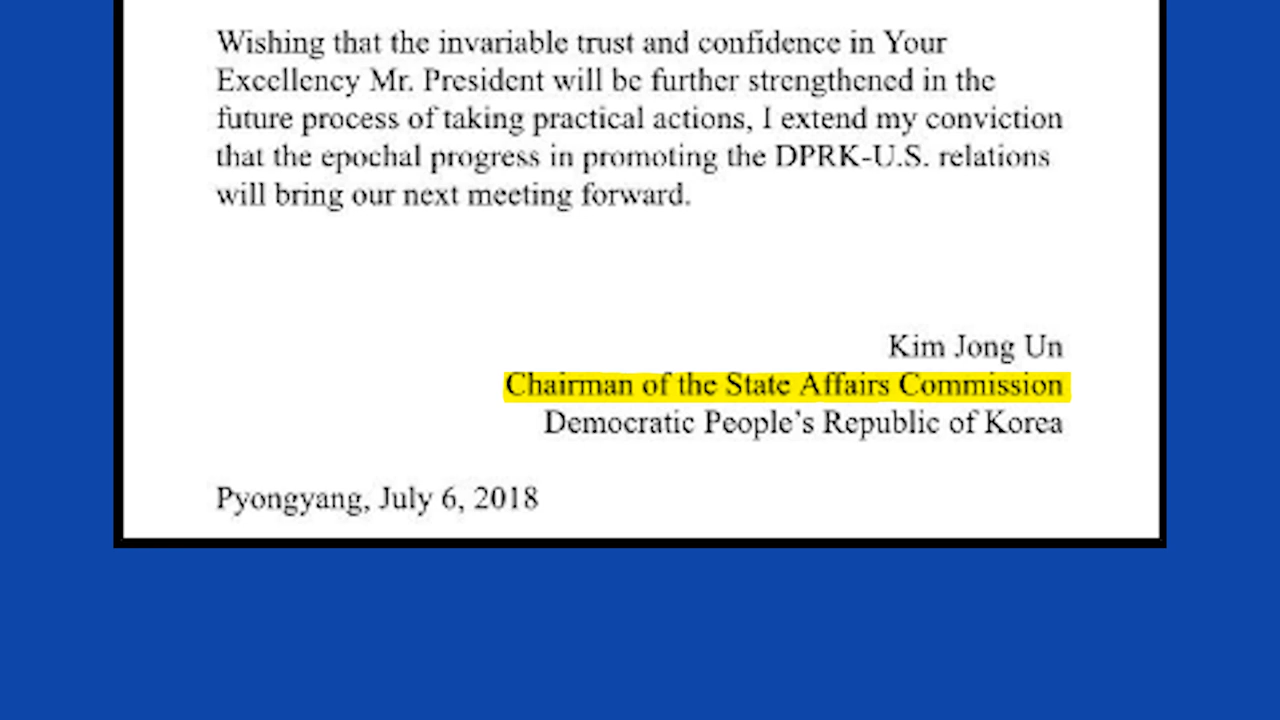 Wishing that the invariable trust and confidence in Your
Excellency Mr. President will be further strengthened in the
future process of taking practical actions, I extend my conviction
that the epochal progress in promoting the DPRK-U.S. relations
will bring our next meeting forward.
Kim Jong Un
Chairman of the State Affairs Commission
Democratic People’s Republic of Korea
Pyongyang, July 6, 2018